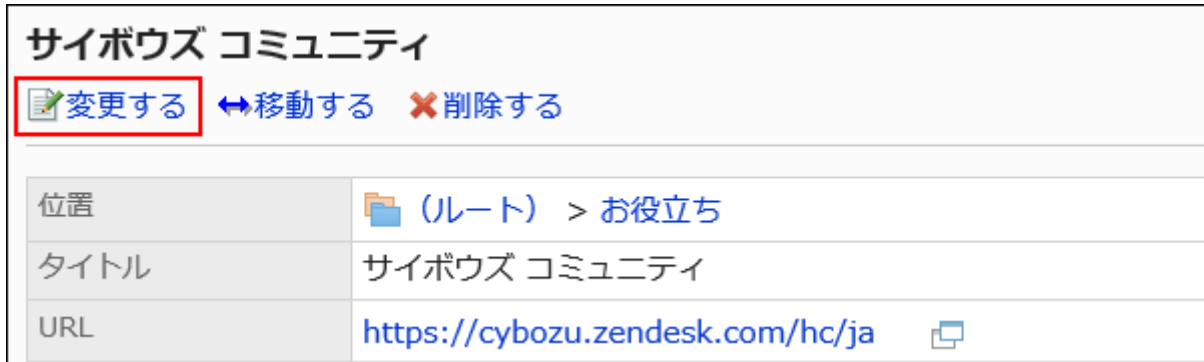 サイボウズ コミュニティ
変更する 移動する 削除する
位置 （ルート） > お役立ち
タイトル サイボウズ コミュニティ
URL https://cybozu.zendesk.com/hc/ja